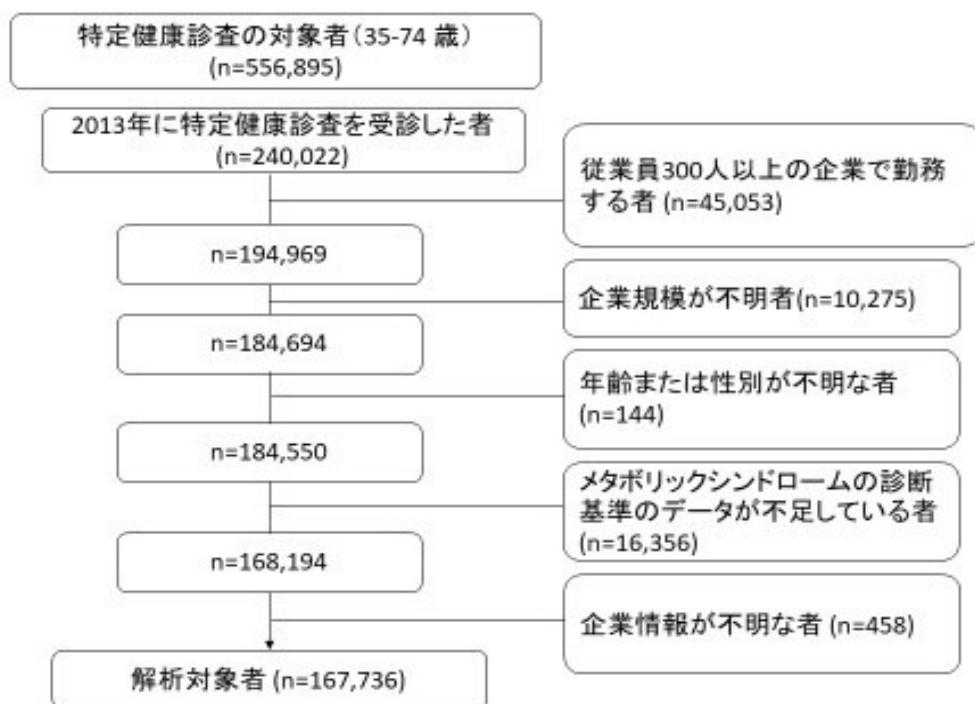 特定健康診査の対象者（35-74 歳）
(n=556,895)
2013年に特定健康診査を受診した者
(n=240,022)
従業員300人以上の企業で勤務
する者 (n=45,053)
n=194,969
企業規模が不明者(n=10,275)
n=184,694
年齢または性別が不明な者
(n=144)
n=184,550
メタボリックシンドロームの診断
基準のデータが不足している者
(n=16,356)
n=168,194
企業情報が不明な者 (n=458)
解析対象者 (n=167,736)